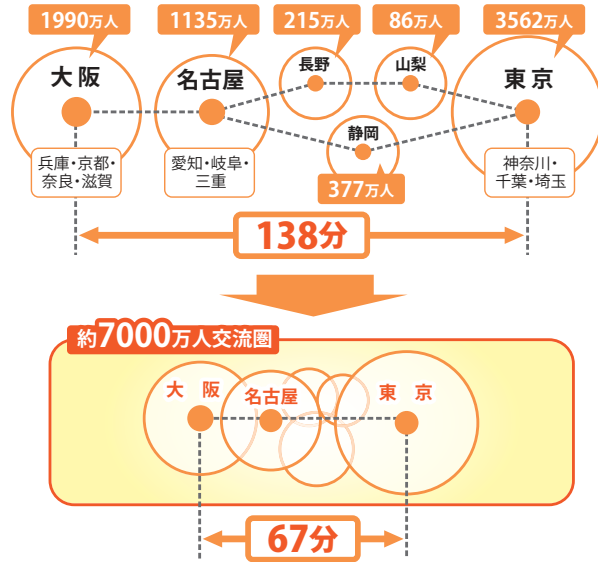 1990万人
1135万人
215万人
86万人
3562万人
大阪
名古屋
長野
山梨
東京
静岡
兵庫・京都・
奈良・滋賀
愛知・岐阜・
三重
377万人
神奈川・
千葉・埼玉
138分
約7000万人交流圏
大 阪
名古屋
東 京
67分